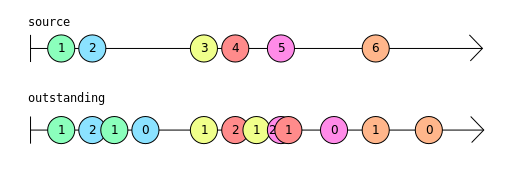 source
1 2 3 4 5 6
outstanding
1 2 1 0 1 2 1 2 1 0 1 0